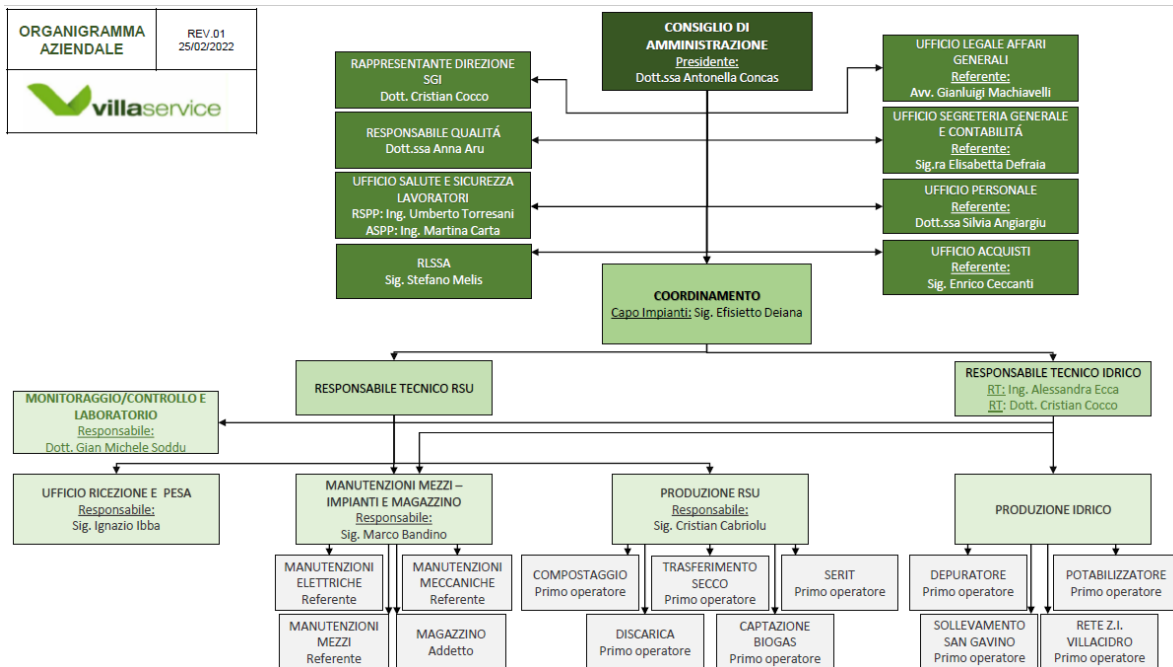 ORGANIGRAMMA
AZIENDALE
REV.01
25/02/2022
villaservice
CONSIGLIO DI
AMMINISTRAZIONE
Presidente:
Dott.ssa Antonella Concas
RAPPRESENTANTE DIREZIONE
SGI
Dott. Cristian Cocco
UFFICIO LEGALE AFFARI
GENERALI
Referente:
Avv. Gianluigi Machiavelli
RESPONSABILE QUALITÁ
Dott.ssa Anna Aru
UFFICIO SEGRETERIA GENERALE
E CONTABILITÁ
Referente:
Sig.ra Elisabetta Defraia
UFFICIO SALUTE E SICUREZZA
LAVORATORI
RSPP: Ing. Umberto Torresani
ASPP: Ing. Martina Carta
UFFICIO PERSONALE
Referente:
Dott.ssa Silvia Angiargiu
RLSSA
Sig. Stefano Melis
UFFICIO ACQUISTI
Referente:
Sig. Enrico Ceccanti
COORDINAMENTO
Capo Impianti: Sig. Efisietto Deiana
RESPONSABILE TECNICO RSU
RESPONSABILE TECNICO IDRICO
RT: Ing. Alessandra Ecca
RT: Dott. Cristian Cocco
MONITORAGGIO/CONTROLLO E
LABORATORIO
Responsabile:
Dott. Gian Michele Soddu
UFFICIO RICEZIONE E PESA
Responsabile:
Sig. Ignazio Ibba
MANUTENZIONI MEZZI –
IMPIANTI E MAGAZZINO
Responsabile:
Sig. Marco Bandino
PRODUZIONE RSU
Responsabile:
Sig. Cristian Cabriolu
PRODUZIONE IDRICO
MANUTENZIONI
ELETTRICHE
Referente
MANUTENZIONI
MECCANICHE
Referente
COMPOSTAGGIO
Primo operatore
TRASFERIMENTO
SECCO
Primo operatore
SERIT
Primo operatore
DEPURATORE
Primo operatore
POTABILIZZATORE
Primo operatore
MANUTENZIONI
MEZZI
Referente
MAGAZZINO
Addetto
DISCARICA
Primo operatore
CAPTAZIONE
BIOGAS
Primo operatore
SOLLEVAMENTO
SAN GAVINO
Primo operatore
RETE Z.I.
VILLACIDRO
Primo operatore